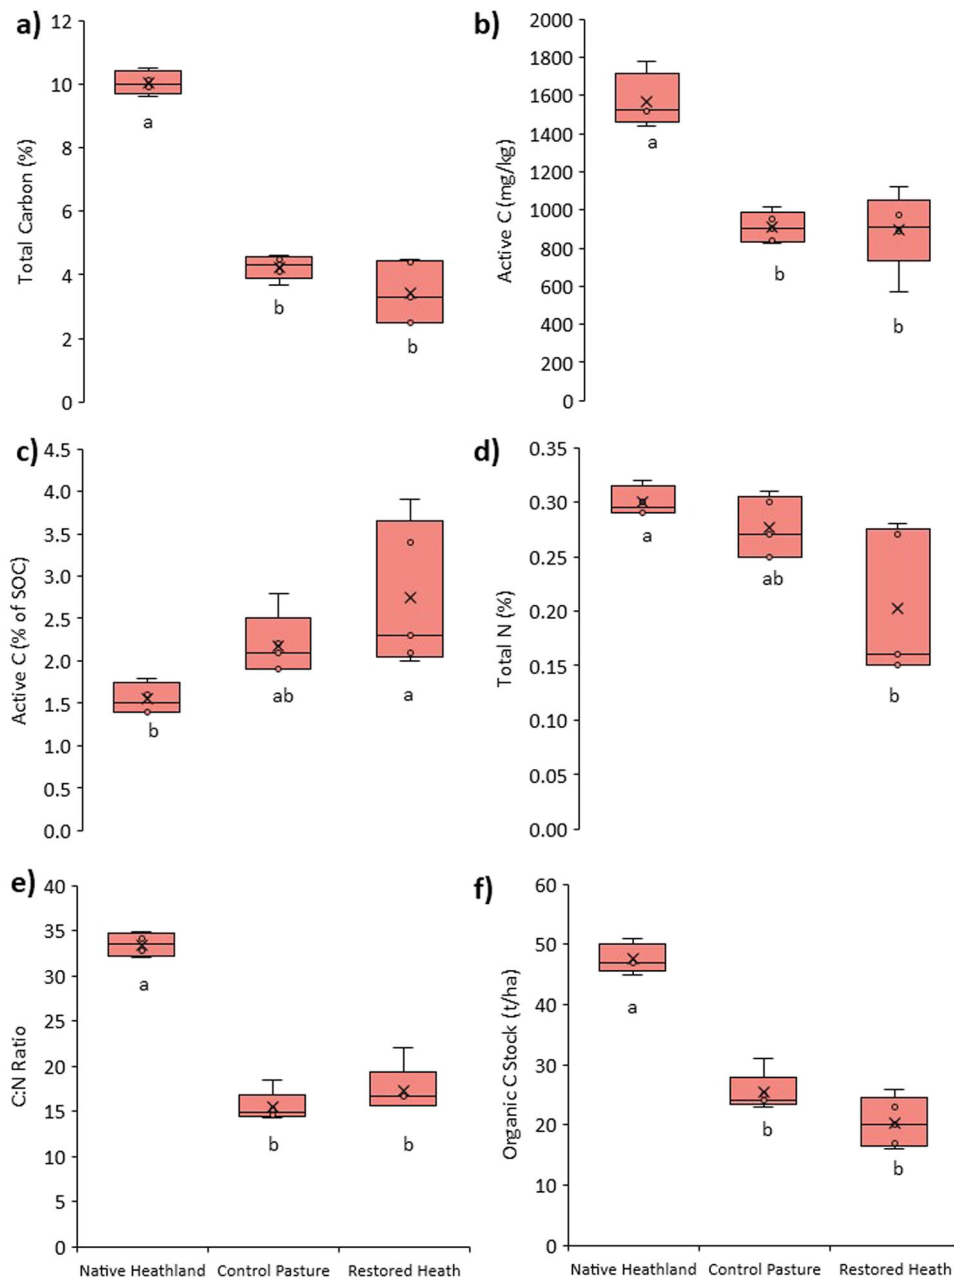 a)
Total Carbon (%)
12
10
8
6
4
2
0
a
b
b
b)
Active C (mg/kg)
2000
1800
1600
1400
1200
1000
800
600
400
200
0
a
b
b
c)
Active C (% of SOC)
4.5
4.0
3.5
3.0
2.5
2.0
1.5
1.0
0.5
0.0
b
ab
a
d)
Total N (%)
0.35
0.30
0.25
0.20
0.15
0.10
0.05
0.00
a
ab
b
e)
C:N Ratio
40
35
30
25
20
15
10
5
0
a
b
b
Native Heathland Control Pasture Restored Heath
f)
Organic C Stock (t/ha)
60
50
40
30
20
10
0
a
b
b
Native Heathland Control Pasture Restored Heath